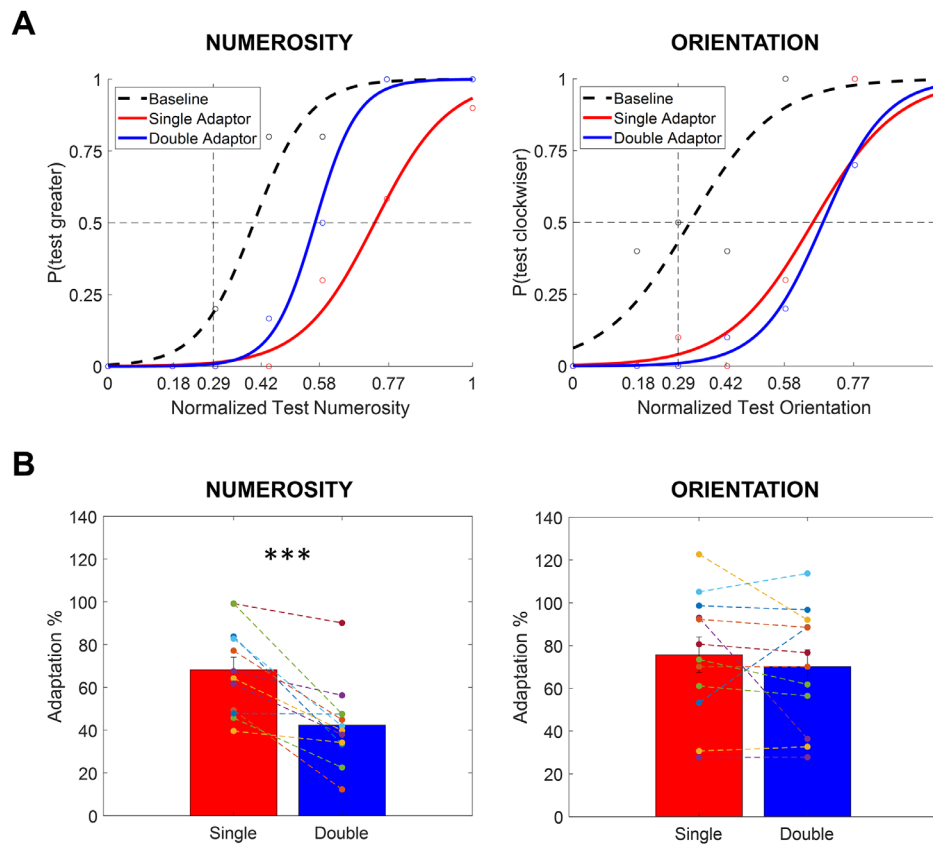 A
NUMEROSITY
ORIENTATION
1
0.75
0.5
0.25
0
P(test greater)
Baseline
Single Adaptor
Double Adaptor
0 0.18 0.29 0.42 0.58 0.77 1
Normalized Test Numerosity
1
0.75
0.5
0.25
0
P(test clockwiser)
Baseline
Single Adaptor
Double Adaptor
0 0.18 0.29 0.42 0.58 0.77
Normalized Test Orientation
B
NUMEROSITY
ORIENTATION
140
120
100
80
60
40
20
0
Adaptation %
***
Single Double
140
120
100
80
60
40
20
0
Adaptation %
Single Double